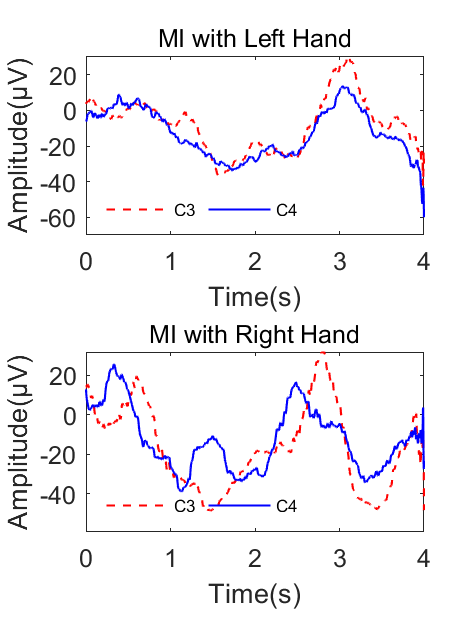 MI with Left Hand
Amplitude(μV)
20
0
-20
-40
-60
C3 C4
0 1 2 3 4
Time(s)
MI with Right Hand
Amplitude(μV)
20
0
-20
-40
C3 C4
0 1 2 3 4
Time(s)